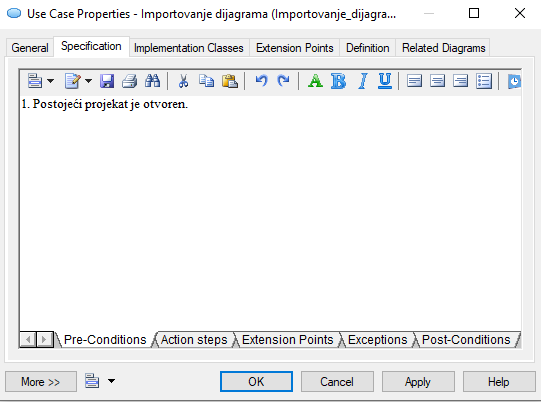 Use Case Properties - Importovanje dijagrama (Importovanje_dijagra...
General Specification Implementation Classes Extension Points Definition Related Diagrams
A B I U
1. Postojeći projekat je otvoren.
Pre-Conditions Action steps Extension Points Exceptions Post-Conditions
More >> OK Cancel Apply Help